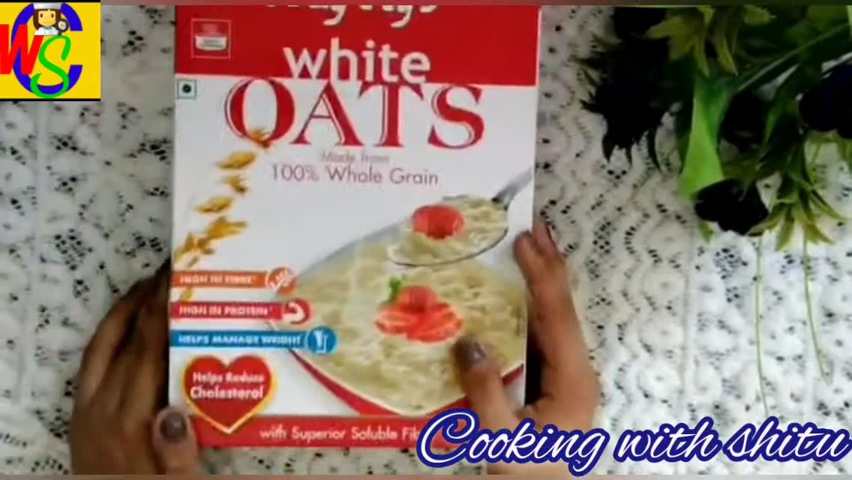 WCS
white
OATS
Made from
100% Whole Grain
HIGH IN FIBRE*
HIGH IN PROTEIN*
HELPS MANAGE WEIGHT
Helps Reduce
Cholesterol
with Superior Soluble
Cooking with shitu